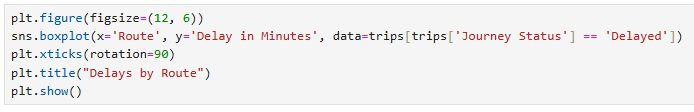 plt.figure(figsize=(12, 6))
sns.boxplot(x='Route', y='Delay in Minutes', data=trips[trips['Journey Status'] == 'Delayed'])
plt.xticks(rotation=90)
plt.title("Delays by Route")
plt.show()